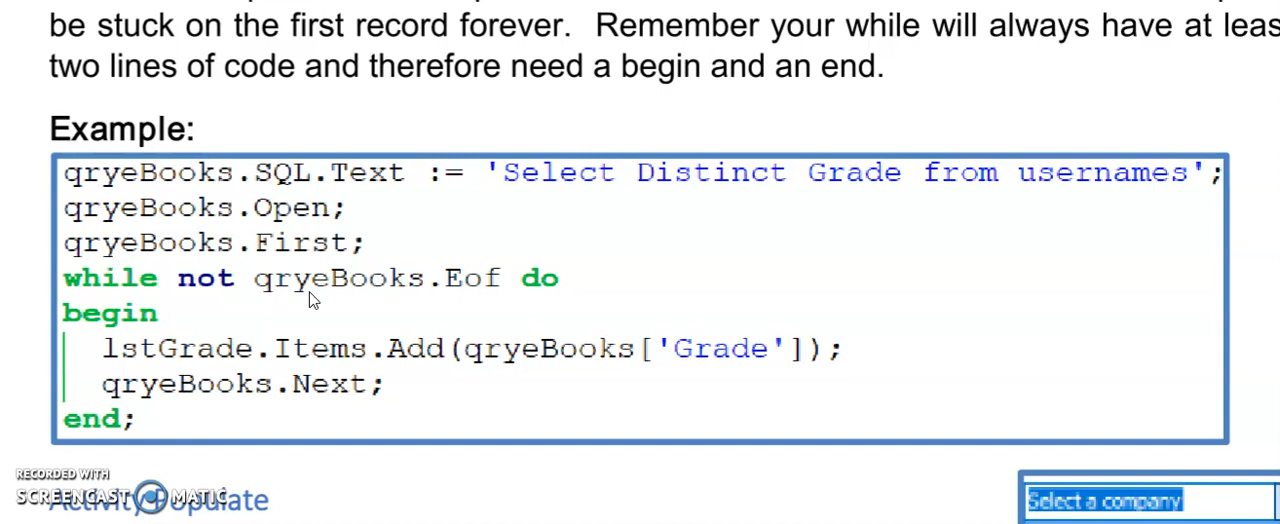 be stuck on the first record forever. Remember your while will always have at
two lines of code and therefore need a begin and an end.
Example:
qryeBooks.SQL.Text := 'Select Distinct Grade from usernames';
qryeBooks.Open;
qryeBooks.First;
while not qryeBooks.Eof do
begin
lstGrade.Items.Add(qryeBooks['Grade']);
qryeBooks.Next;
end;
RECORDED WITH
SCREENCAST MATIC
Activity Populate
Select a company